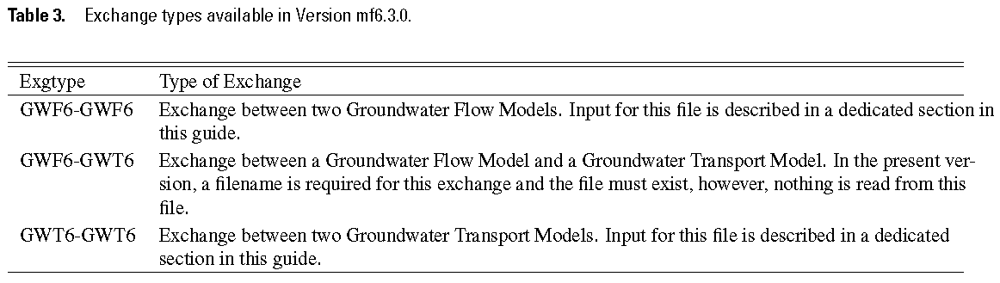 Table 3. Exchange types available in Version mf6.3.0.
Exgtype Type of Exchange
GWF6-GWF6 Exchange between two Groundwater Flow Models. Input for this file is described in a dedicated section in
this guide.
GWF6-GWT6 Exchange between a Groundwater Flow Model and a Groundwater Transport Model. In the present ver-
sion, a filename is required for this exchange and the file must exist, however, nothing is read from this
file.
GWT6-GWT6 Exchange between two Groundwater Transport Models. Input for this file is described in a dedicated
section in this guide.